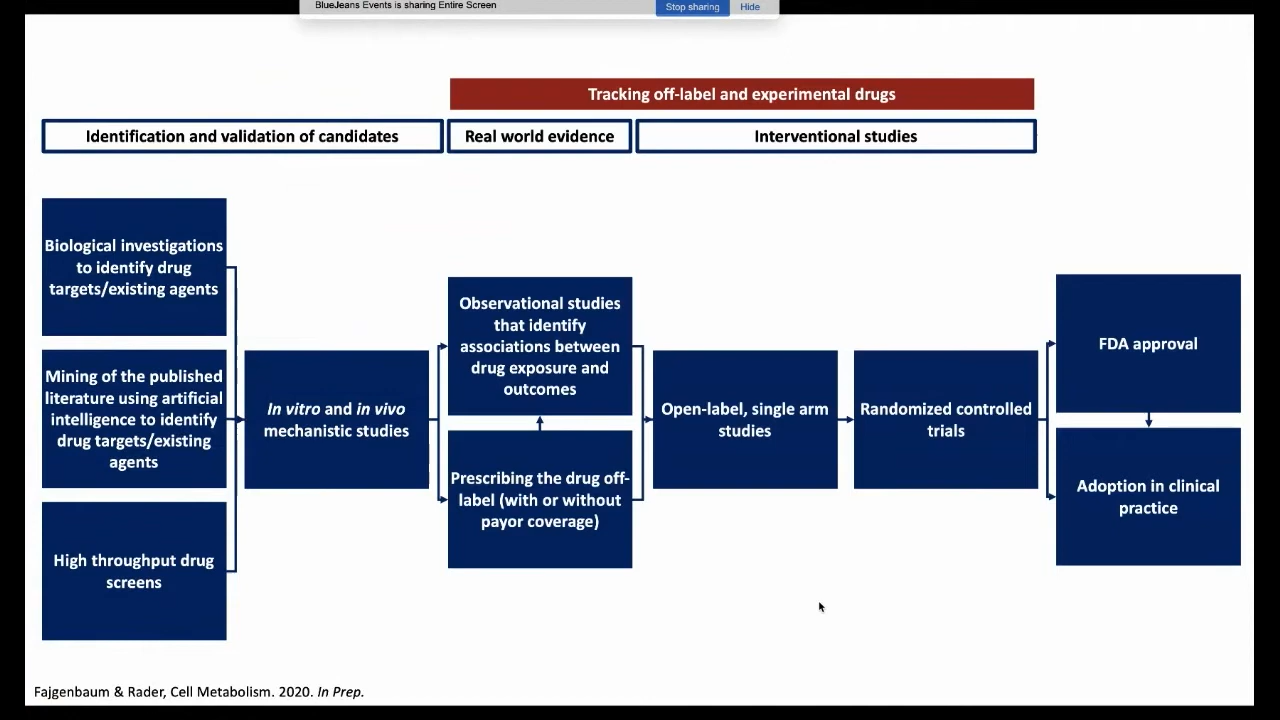 BlueJeans Events is sharing Entire Screen
Stop sharing
Hide
Tracking off-label and experimental drugs
Identification and validation of candidates
Real world evidence
Interventional studies
Biological investigations
to identify drug
targets/existing agents
Mining of the published
literature using artificial
intelligence to identify
drug targets/existing
agents
High throughput drug
screens
In vitro and in vivo
mechanistic studies
Observational studies
that identify
associations between
drug exposure and
outcomes
Prescribing the drug off-
label (with or without
payor coverage)
Open-label, single arm
studies
Randomized controlled
trials
FDA approval
Adoption in clinical
practice
Fajgenbaum & Rader, Cell Metabolism. 2020. In Prep.